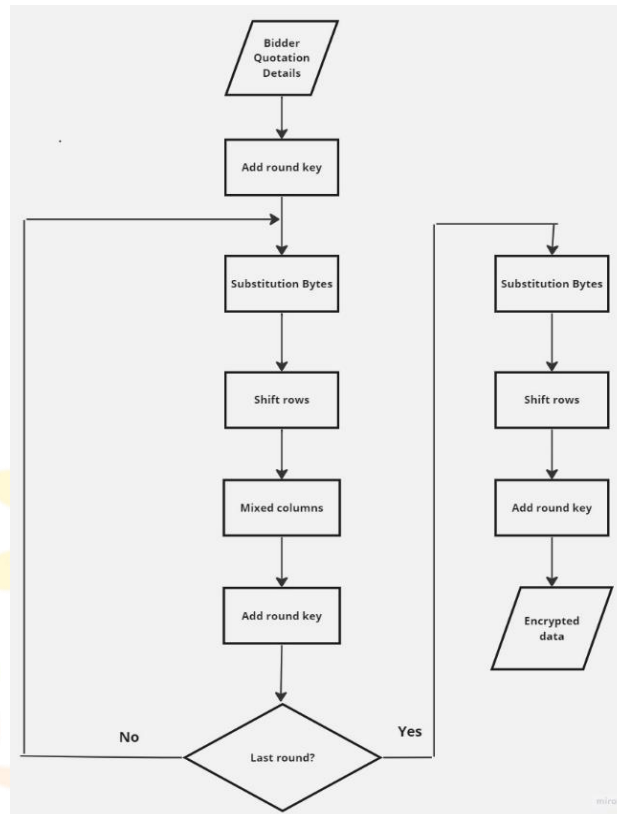 Bidder
Quotation
Details
Add round key
Substitution Bytes
Shift rows
Mixed columns
Add round key
Last round?
No
Yes
Substitution Bytes
Shift rows
Add round key
Encrypted
data
miro